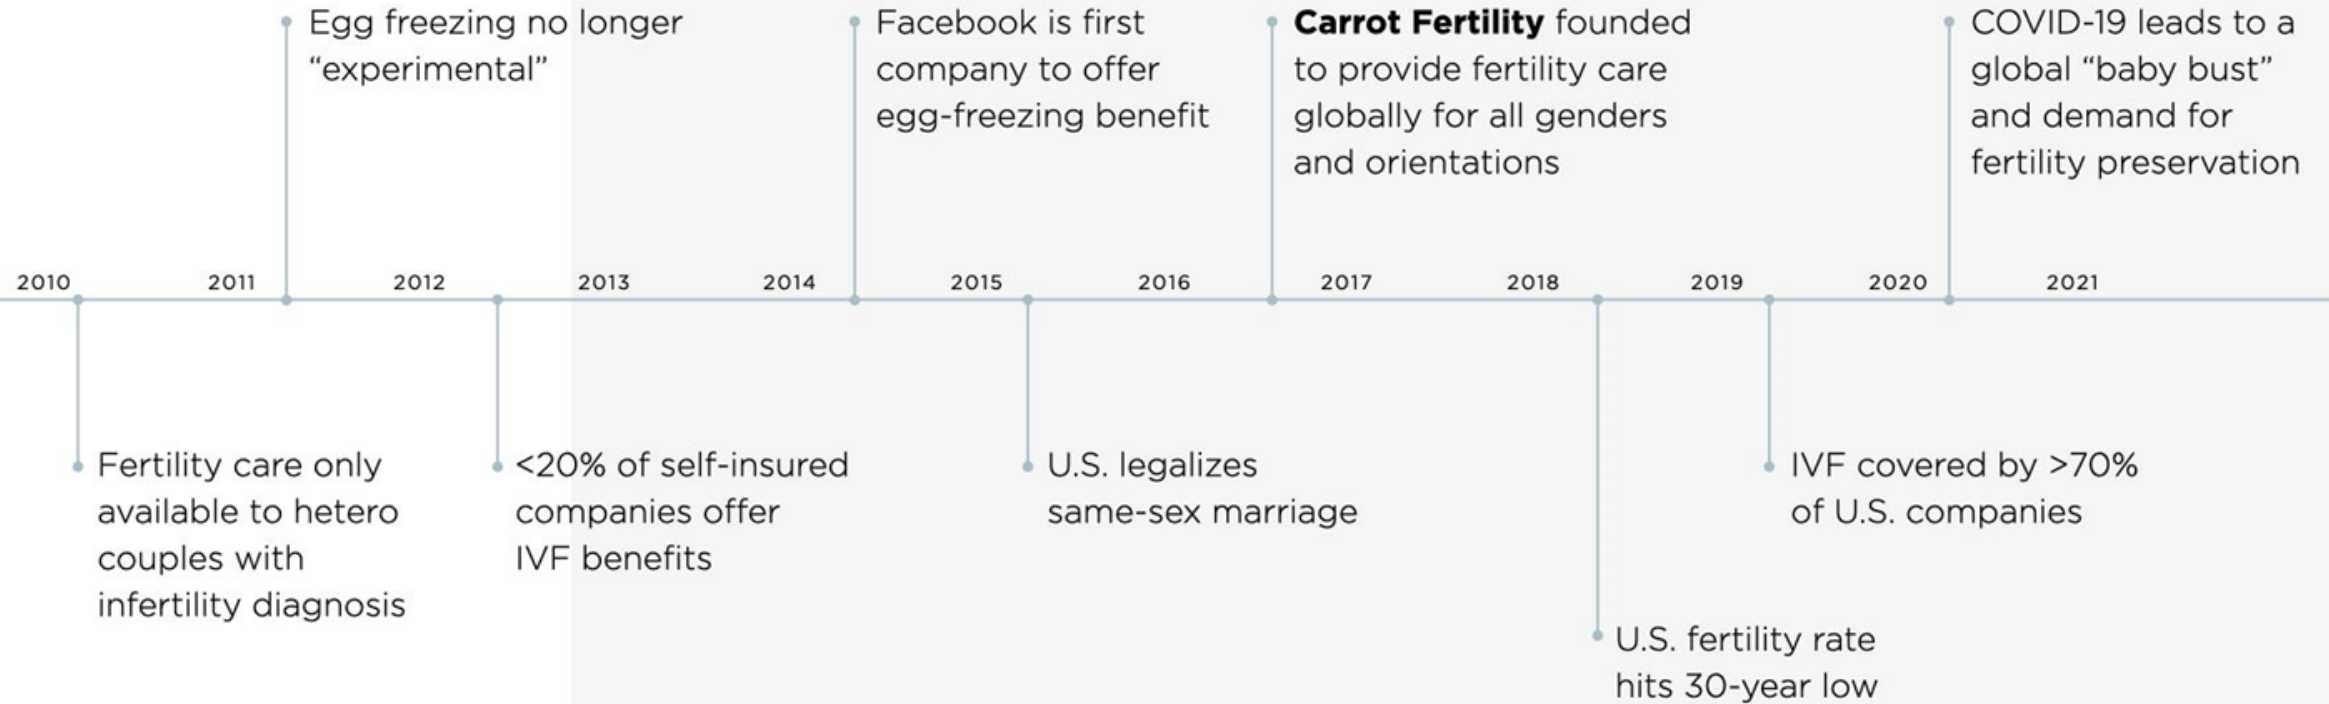 Egg freezing no longer
“experimental”
Facebook is first
company to offer
egg-freezing benefit
Carrot Fertility founded
to provide fertility care
globally for all genders
and orientations
COVID-19 leads to a
global “baby bust”
and demand for
fertility preservation
2010 2011 2012 2013 2014 2015 2016 2017 2018 2019 2020 2021
Fertility care only
available to hetero
couples with
infertility diagnosis
<20% of self-insured
companies offer
IVF benefits
U.S. legalizes
same-sex marriage
U.S. fertility rate
hits 30-year low
IVF covered by >70%
of U.S. companies